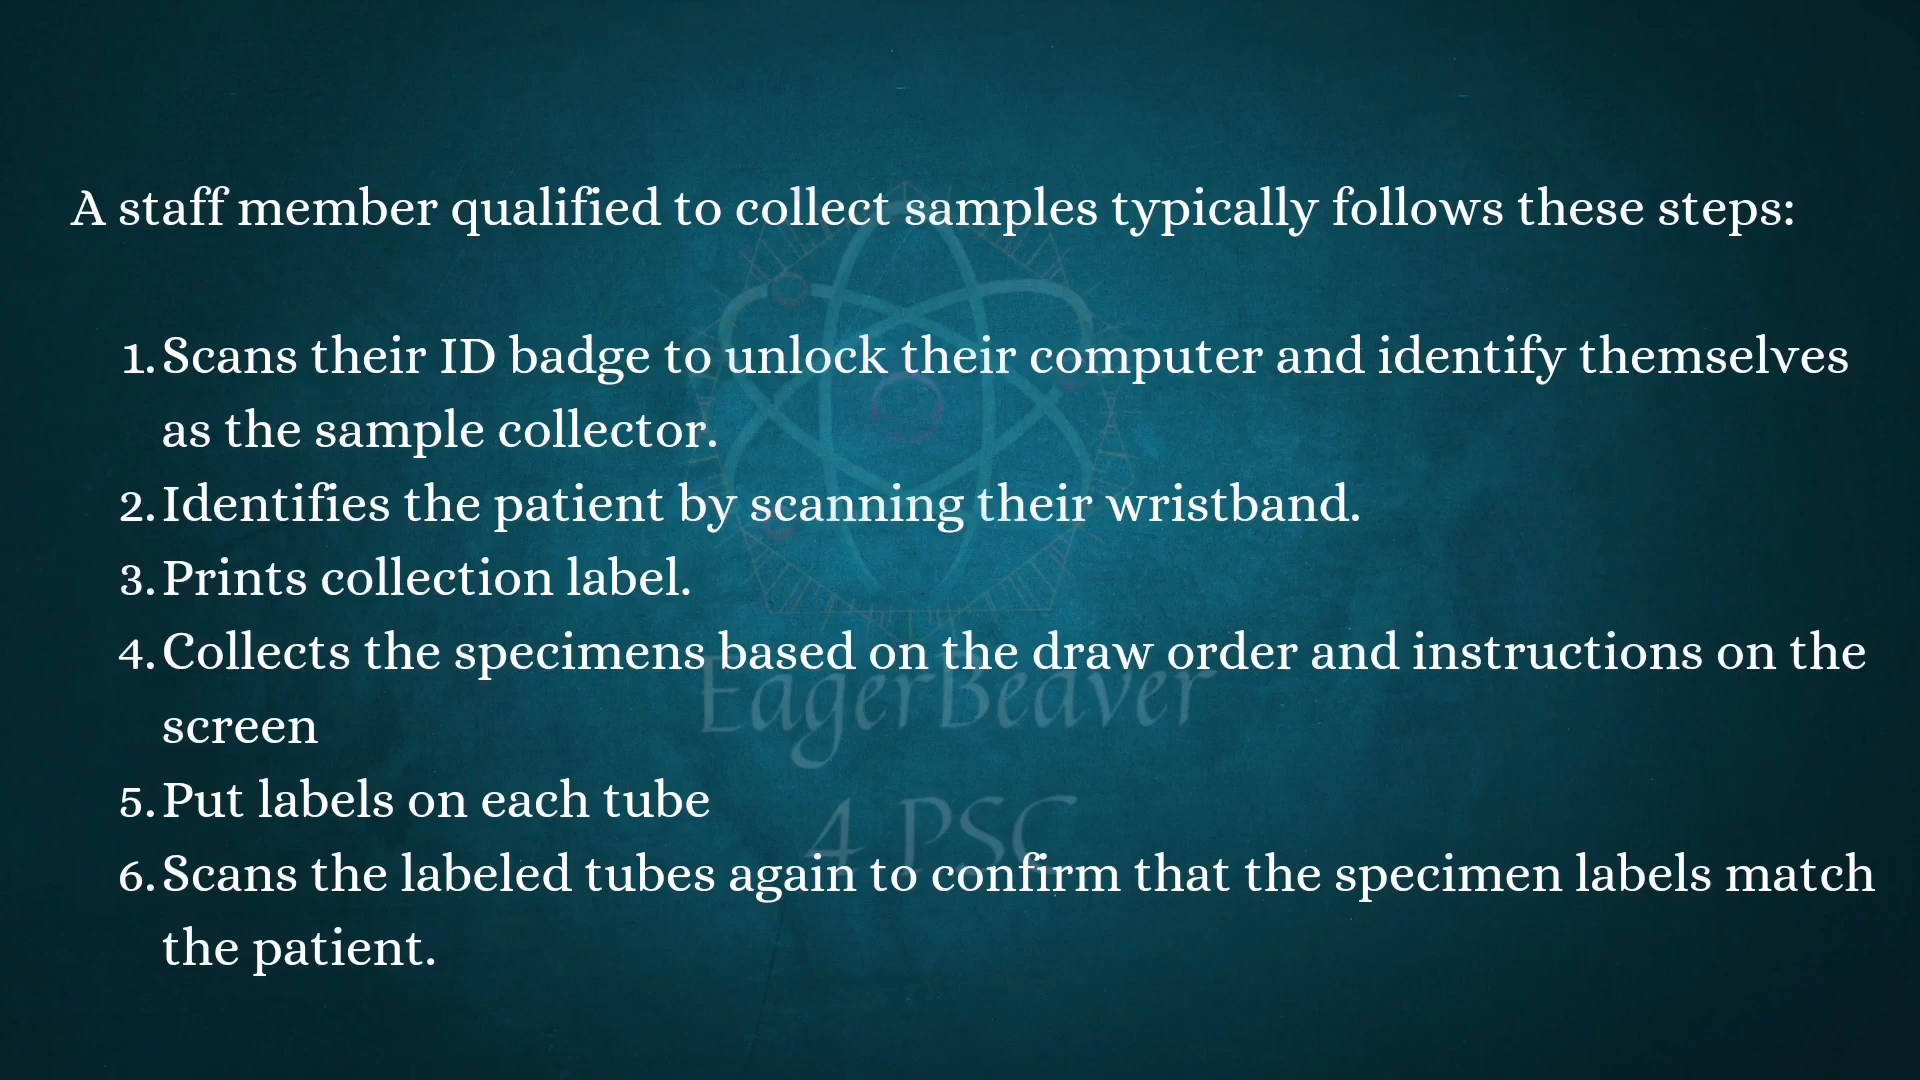 A staff member qualified to collect samples typically follows these steps:
1. Scans their ID badge to unlock their computer and identify themselves
as the sample collector.
2. Identifies the patient by scanning their wristband.
3. Prints collection label.
4. Collects the specimens based on the draw order and instructions on the
screen
5. Put labels on each tube
6. Scans the labeled tubes again to confirm that the specimen labels match
the patient.
EagerBeaver
4 PSC